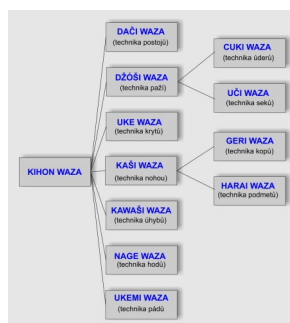 DAČI WAZA
(technika postojů)
CUKI WAZA
(technika úderů)
DŽÓŠI WAZA
(technika paží)
UČI WAZA
(technika seků)
UKE WAZA
(technika krytů)
GERI WAZA
(technika kopů)
KIHON WAZA
KAŠI WAZA
(technika nohou)
HARAI WAZA
(technika podmetů)
KAWAŠI WAZA
(technika úhybů)
NAGE WAZA
(technika hodů)
UKEMI WAZA
(technika pádů